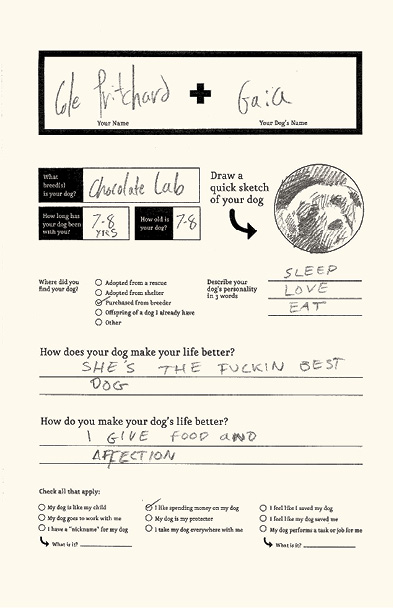 Cole Pritchard + Gaia
Your Name Your Dog's Name
What breed(s) is your dog? Chocolate Lab
How long has your dog been with you? 7-8 YRS
How old is your dog? 7-8
Draw a quick sketch of your dog
Where did you find your dog?
Adopted from a rescue
Adopted from shelter
Purchased from breeder
Offspring of a dog I already have
Other
Describe your dog's personality in 3 words
SLEEP
LOVE
EAT
How does your dog make your life better?
SHE'S THE FUCKIN BEST
DOG
How do you make your dog's life better?
I GIVE FOOD AND
AFFECTION
Check all that apply:
My dog is like my child
My dog goes to work with me
I have a "nickname" for my dog
What is it?
I like spending money on my dog
My dog is my protector
I take my dog everywhere with me
I feel like I saved my dog
I feel like my dog saved me
My dog performs a task or job for me
What is it?